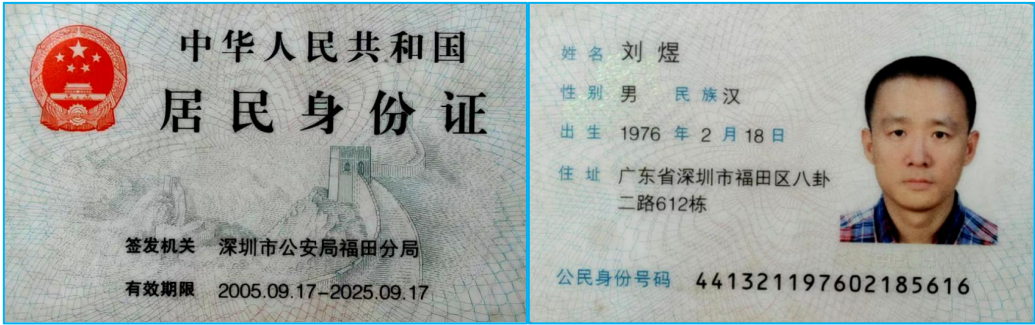 中华人民共和国
居民身份证
签发机关 深圳市公安局福田分局
有效期限 2005.09.17-2025.09.17
姓名 刘煜
性别 男 民族 汉
出生 1976 年 2 月 18 日
住址 广东省深圳市福田区八卦
二路612栋
公民身份号码 441321197602185616